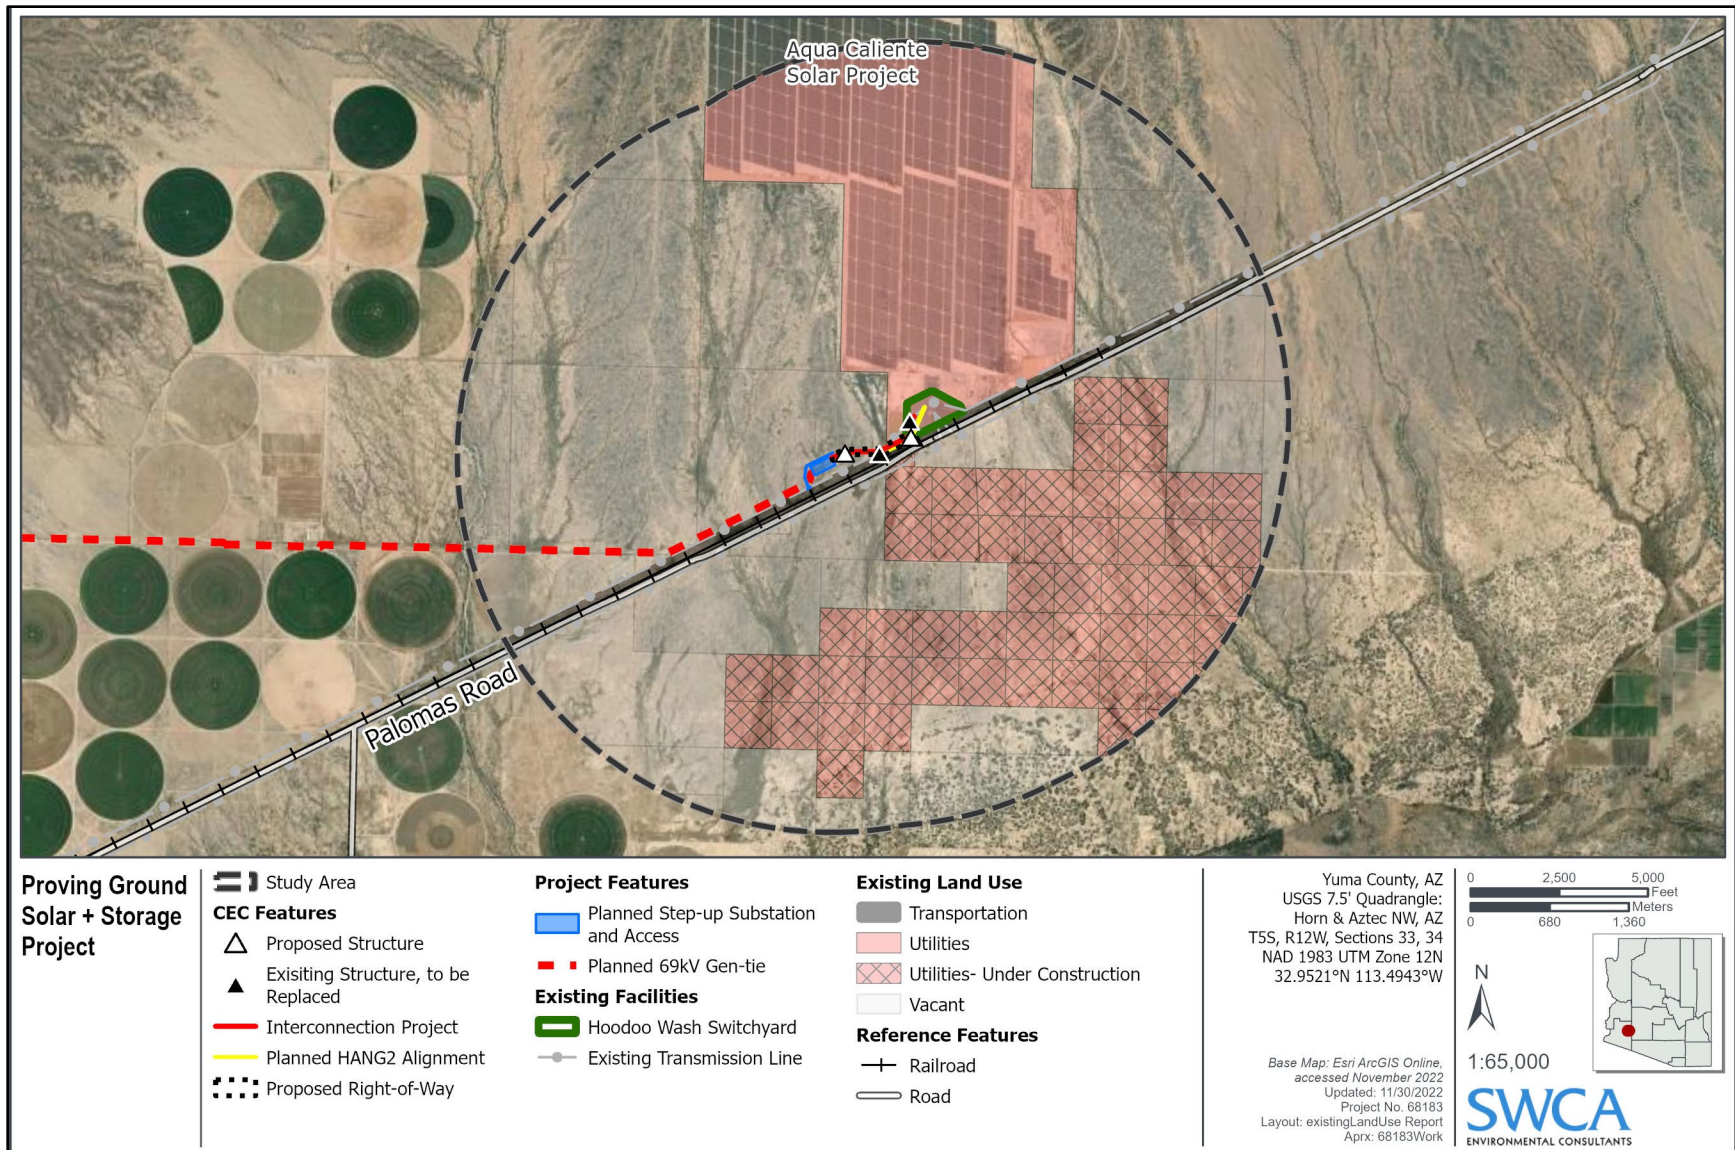 Aqua Caliente
Solar Project
Palomas Road
Proving Ground
Solar + Storage
Project
Study Area
CEC Features
Proposed Structure
Exisiting Structure, to be
Replaced
Interconnection Project
Planned HANG2 Alignment
Proposed Right-of-Way
Project Features
Planned Step-up Substation
and Access
Planned 69kV Gen-tie
Existing Facilities
Hoodoo Wash Switchyard
Existing Transmission Line
Existing Land Use
Transportation
Utilities
Utilities- Under Construction
Vacant
Reference Features
Railroad
Road
Yuma County, AZ
USGS 7.5' Quadrangle:
Horn & Aztec NW, AZ
T5S, R12W, Sections 33, 34
NAD 1983 UTM Zone 12N
32.9521°N 113.4943°W
Base Map: Esri ArcGIS Online,
accessed November 2022
Updated: 11/30/2022
Project No. 68183
Layout: existingLandUse Report
Aprx: 68183Work
0 2,500 5,000
Feet
Meters
0 680 1,360
N
1:65,000
SWCA
ENVIRONMENTAL CONSULTANTS